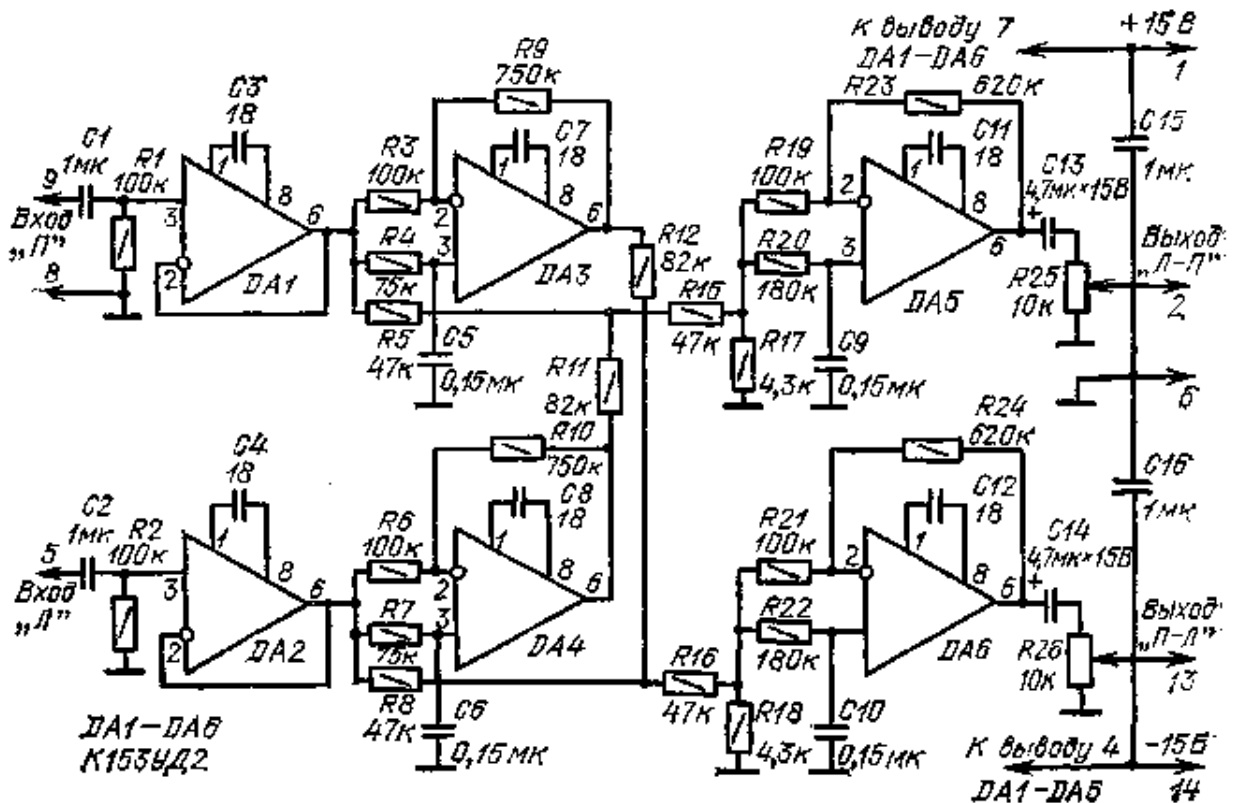 К выводу 7
DA1-DA6
+15В
1
R9
750к
R23
620к
C3
18
C7
18
C11
18
C15
1мк
C1
1мк
R1
100к
9
Вход
„П"
8
3
2
1
8
6
DA1
R3
100к
R4
75к
R5
47к
2
3
1
8
6
DA3
R12
82к
C5
0,15мк
R11
82к
R15
47к
R17
4,3к
R19
100к
R20
180к
C9
0,15мк
2
3
1
8
6
DA5
C13
+
4,7мк×15В
R25
10к
Выход
„Л-П"
2
6
R10
750к
R24
620к
C4
18
C8
18
C12
18
C16
1мк
C2
1мк
R2
100к
5
Вход
„Л"
3
2
1
8
6
DA2
R6
100к
R7
75к
R8
47к
2
3
1
8
6
DA4
C6
0,15мк
R16
47к
R18
4,3к
R21
100к
R22
180к
C10
0,15мк
2
1
8
6
DA6
C14
+
4,7мк×15В
R26
10к
Выход
„П-Л"
13
DA1-DA6
К153УД2
К выводу 4
DA1-DA6
-15В
14